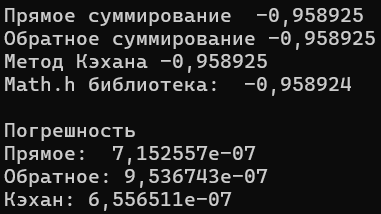 Прямое суммирование  -0,958925
Обратное суммирование -0,958925
Метод Кэхана -0,958925
Math.h библиотека:  -0,958924

Погрешность
Прямое:  7,152557e-07
Обратное: 9,536743e-07
Кэхан: 6,556511e-07